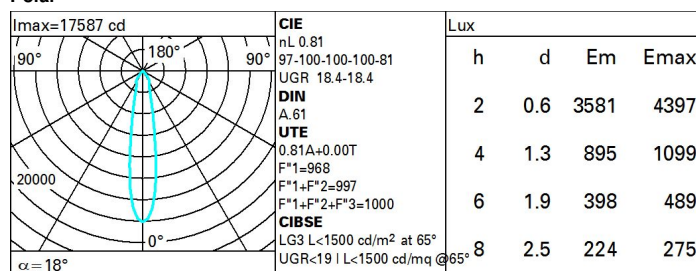 Imax=17587 cd
90° 180° 90°
20000
0°
α=18°
CIE
nL 0.81
97-100-100-100-81
UGR 18.4-18.4
DIN
A.61
UTE
0.81A+0.00T
F"1=968
F"1+F"2=997
F"1+F"2+F"3=1000
CIBSE
LG3 L<1500 cd/m² at 65°
UGR<19 | L<1500 cd/mq @65°
Lux
h d Em Emax
2 0.6 3581 4397
4 1.3 895 1099
6 1.9 398 489
8 2.5 224 275